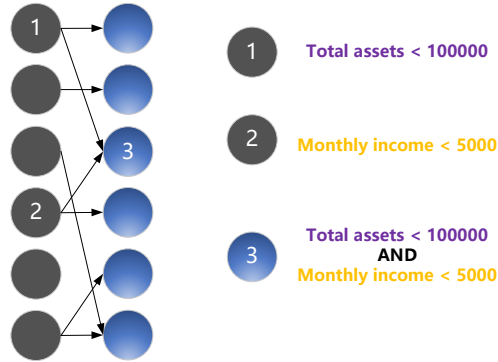 1
3
2
1 Total assets < 100000
2 Monthly income < 5000
3
Total assets < 100000
AND
Monthly income < 5000